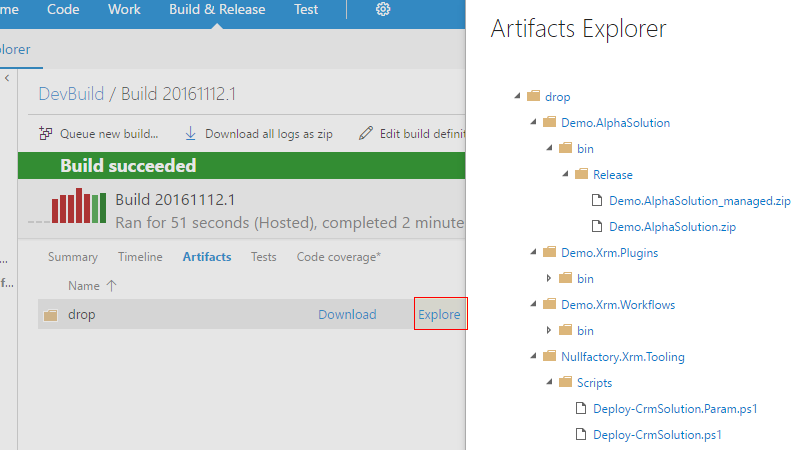 me Code Work Build & Release Test
plorer
DevBuild / Build 20161112.1
Queue new build... Download all logs as zip Edit build definit
Build succeeded
Build 20161112.1
Ran for 51 seconds (Hosted), completed 2 minute
...
f...
Summary Timeline Artifacts Tests Code coverage*
Name
drop Download Explore
Artifacts Explorer
drop
Demo.AlphaSolution
bin
Release
Demo.AlphaSolution_managed.zip
Demo.AlphaSolution.zip
Demo.Xrm.Plugins
bin
Demo.Xrm.Workflows
bin
Nullfactory.Xrm.Tooling
Scripts
Deploy-CrmSolution.Param.ps1
Deploy-CrmSolution.ps1